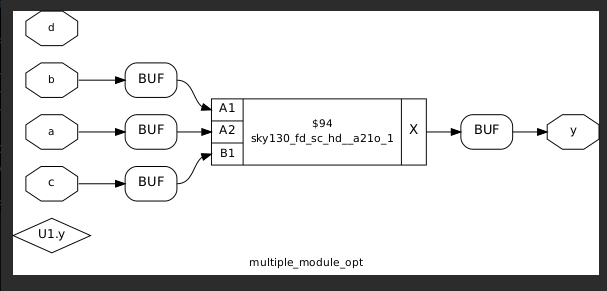 d
b
BUF
a
BUF
c
BUF
A1
A2
B1
$94
sky130_fd_sc_hd__a21o_1
X
BUF
y
U1.y
multiple_module_opt